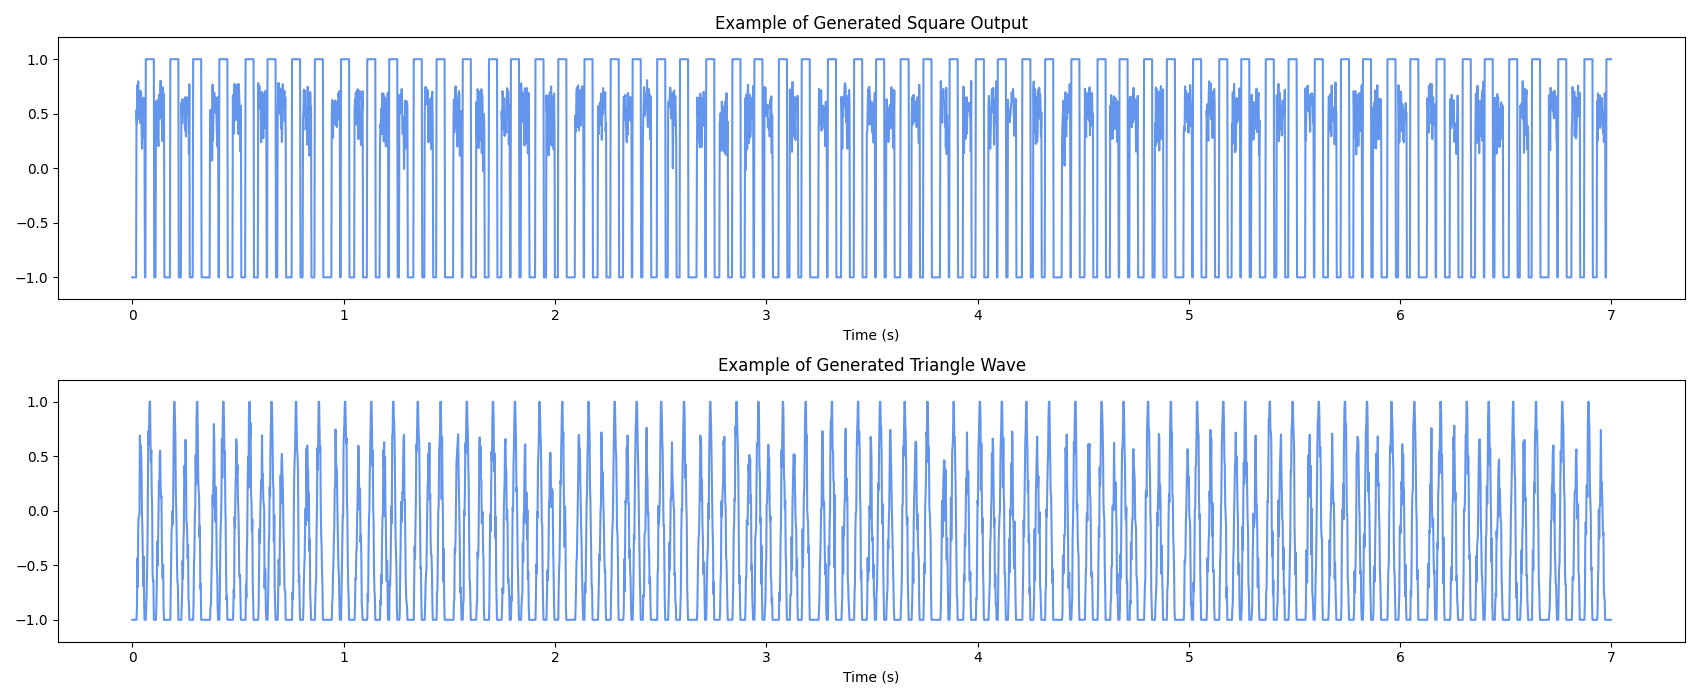 Example of Generated Square Output
1.0
0.5
0.0
−0.5
−1.0
0 1 2 3 4 5 6 7
Time (s)
Example of Generated Triangle Wave
1.0
0.5
0.0
−0.5
−1.0
0 1 2 3 4 5 6 7
Time (s)